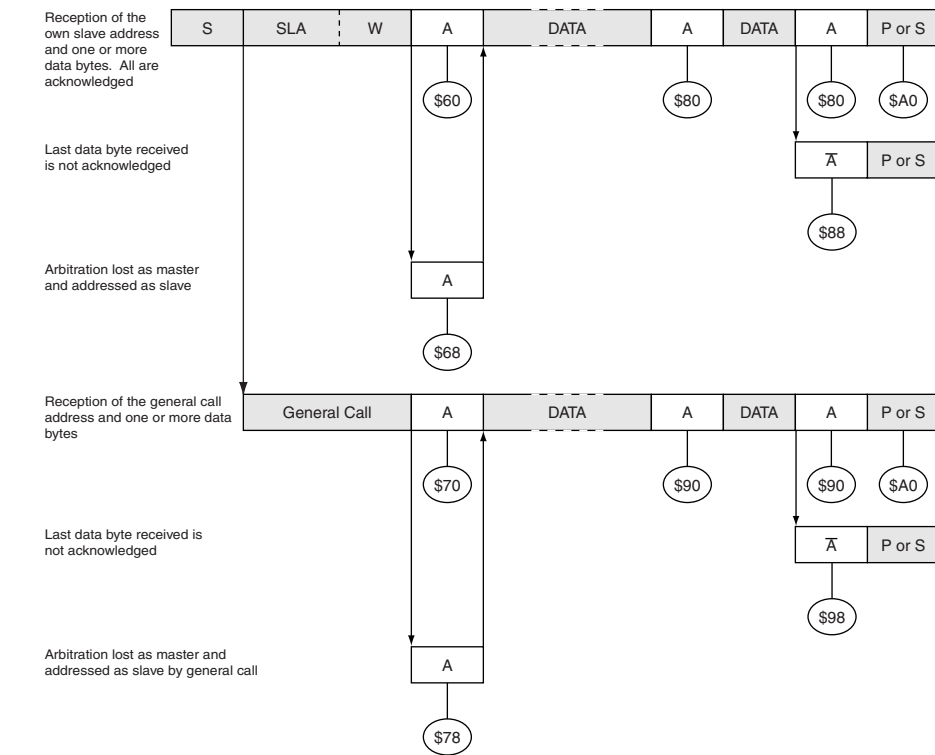 Reception of the
own slave address
and one or more
data bytes. All are
acknowledged
S SLA W A DATA A DATA A P or S
$60 $80 $80 $A0
Last data byte received
is not acknowledged
A̅ P or S
$88
Arbitration lost as master
and addressed as slave
A
$68
Reception of the general call
address and one or more data
bytes
General Call A DATA A DATA A P or S
$70 $90 $90 $A0
Last data byte received is
not acknowledged
A̅ P or S
$98
Arbitration lost as master and
addressed as slave by general call
A
$78